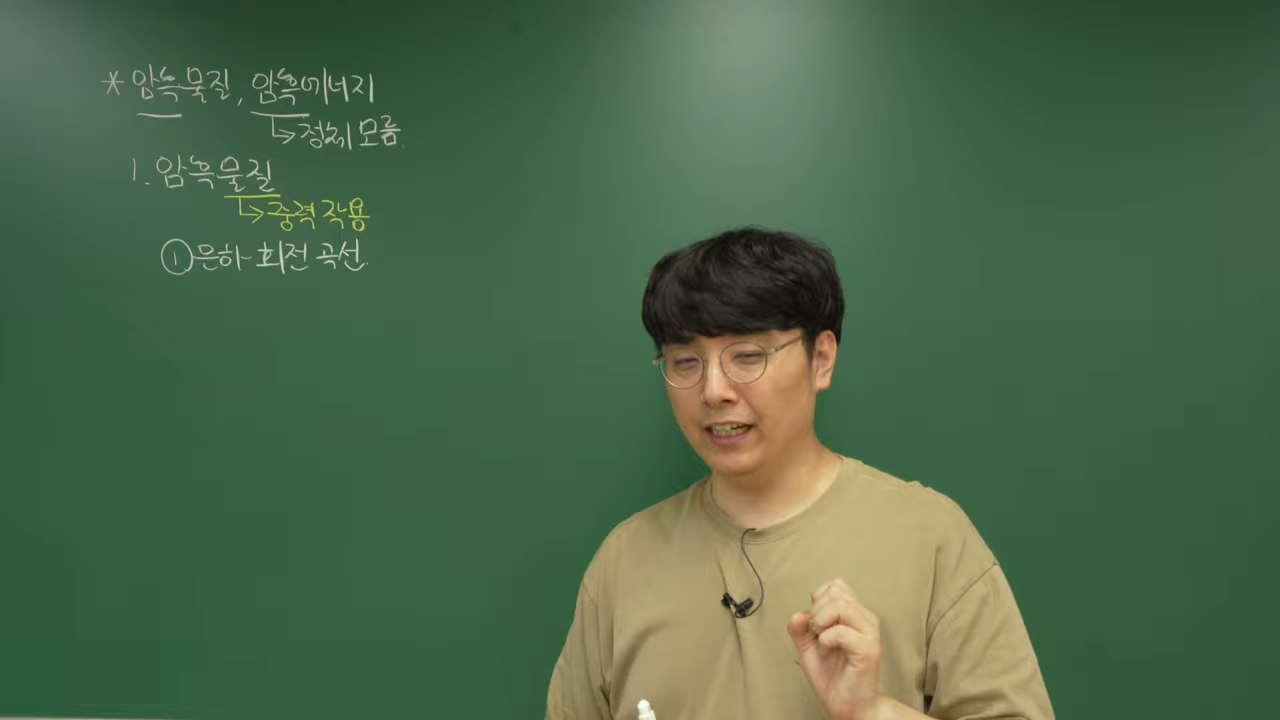 * 암흑물질, 암흑에너지
↳ 정체 모름.
1. 암흑물질
↳ 중력 작용
① 은하 회전 곡선.